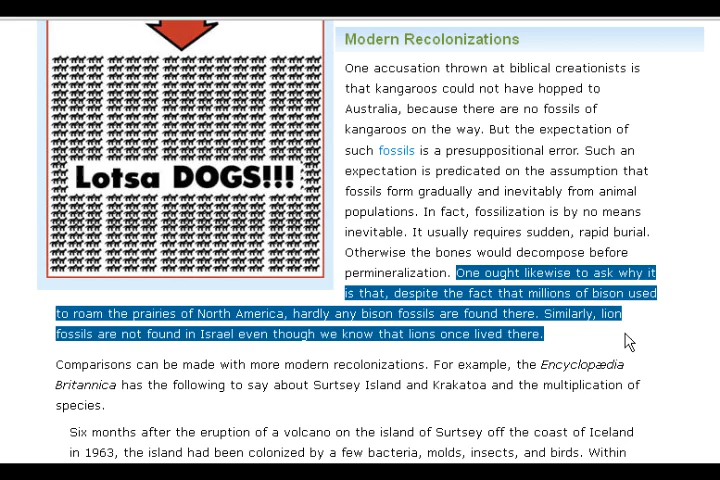 Lotsa DOGS!!!
Modern Recolonizations
One accusation thrown at biblical creationists is
that kangaroos could not have hopped to
Australia, because there are no fossils of
kangaroos on the way. But the expectation of
such fossils is a presuppositional error. Such an
expectation is predicated on the assumption that
fossils form gradually and inevitably from animal
populations. In fact, fossilization is by no means
inevitable. It usually requires sudden, rapid burial.
Otherwise the bones would decompose before
permineralization. One ought likewise to ask why it
is that, despite the fact that millions of bison used
to roam the prairies of North America, hardly any bison fossils are found there. Similarly, lion
fossils are not found in Israel even though we know that lions once lived there.
Comparisons can be made with more modern recolonizations. For example, the Encyclopædia
Britannica has the following to say about Surtsey Island and Krakatoa and the multiplication of
species.
Six months after the eruption of a volcano on the island of Surtsey off the coast of Iceland
in 1963, the island had been colonized by a few bacteria, molds, insects, and birds. Within